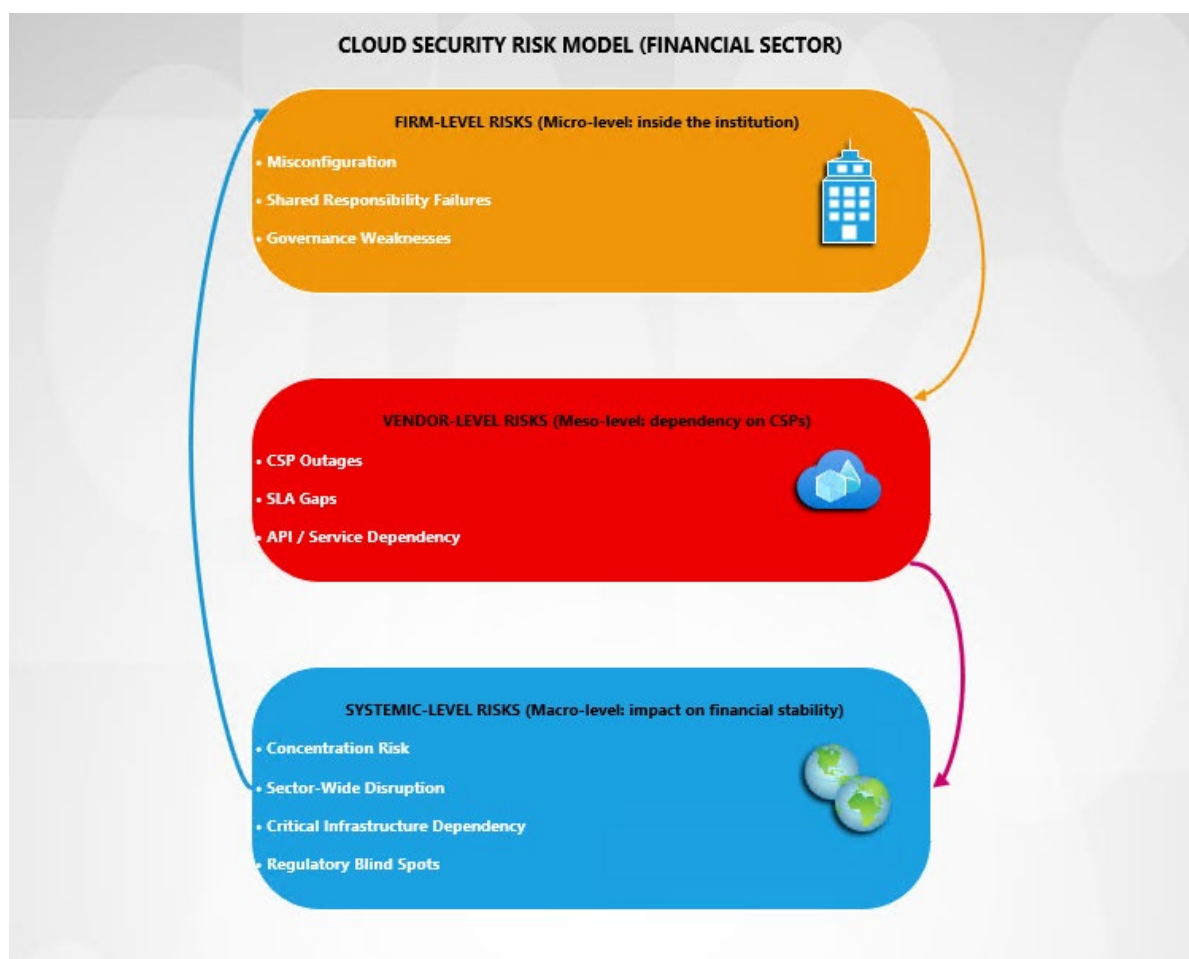 CLOUD SECURITY RISK MODEL (FINANCIAL SECTOR)
FIRM-LEVEL RISKS (Micro-level: inside the institution)
• Misconfiguration
• Shared Responsibility Failures
• Governance Weaknesses
VENDOR-LEVEL RISKS (Meso-level: dependency on CSPs)
• CSP Outages
• SLA Gaps
• API / Service Dependency
SYSTEMIC-LEVEL RISKS (Macro-level: impact on financial stability)
• Concentration Risk
• Sector-Wide Disruption
• Critical Infrastructure Dependency
• Regulatory Blind Spots